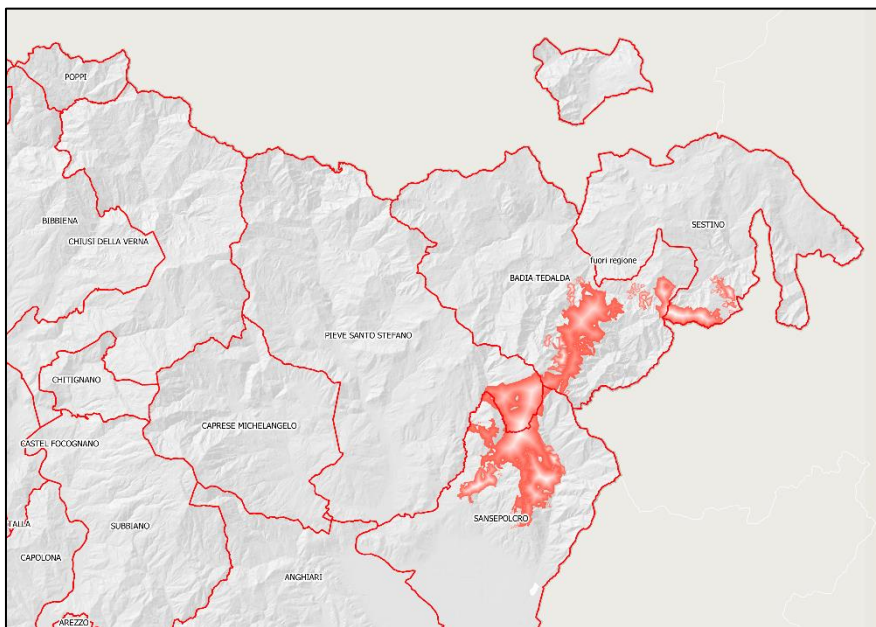 POPPI
BIBBIENA
CHIUSI DELLA VERNA
SESTINO
fuori regione
BADIA TEDALDA
PIEVE SANTO STEFANO
CHITIGNANO
CAPRESE MICHELANGELO
CASTEL FOCOGNANO
TALLA
SUBBIANO
SANSEPOLCRO
CAPOLONA
ANGHIARI
AREZZO